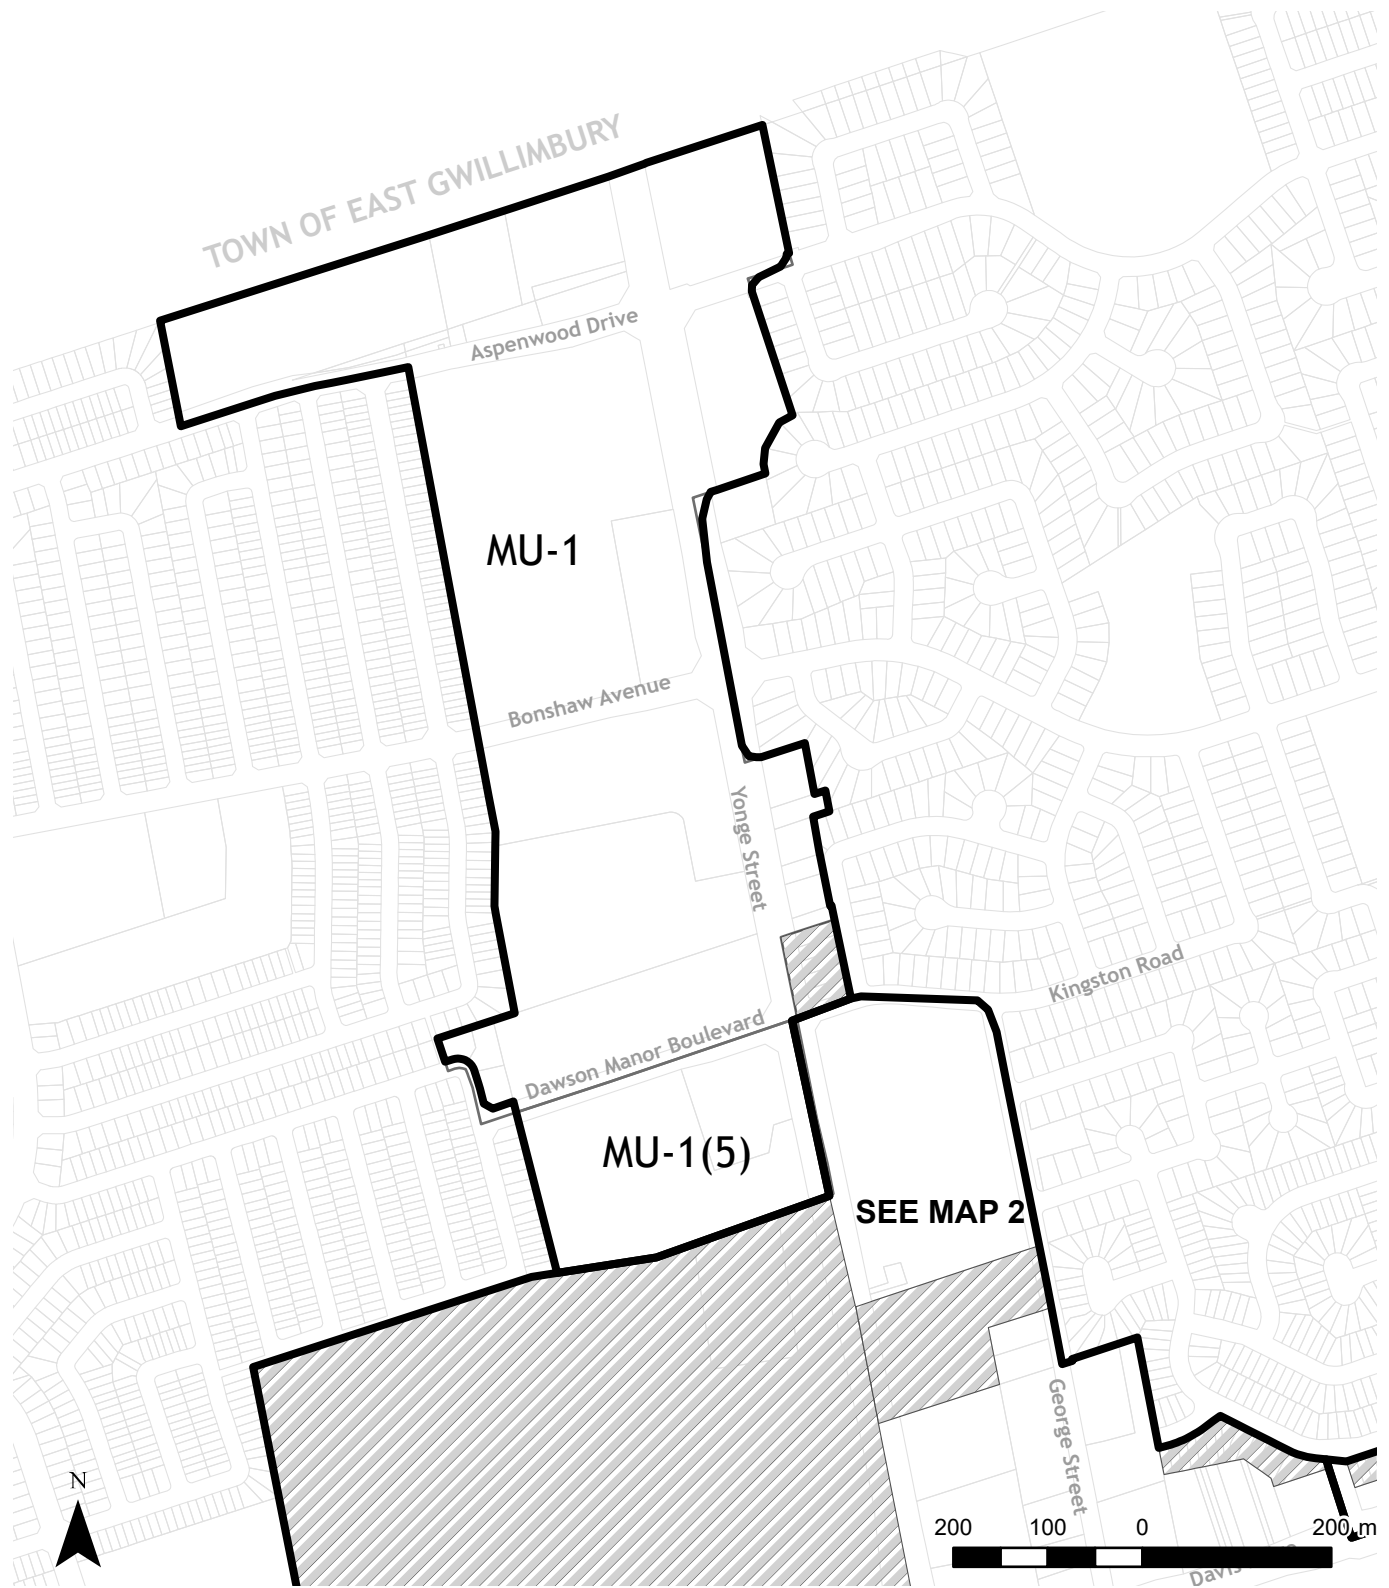 TOWN OF EAST GWILLIMBURY
Aspenwood Drive
MU-1
Bonshaw Avenue
Yonge Street
Kingston Road
Dawson Manor Boulevard
MU-1(5)
SEE MAP 2
George Street
N
200 100 0 200 m